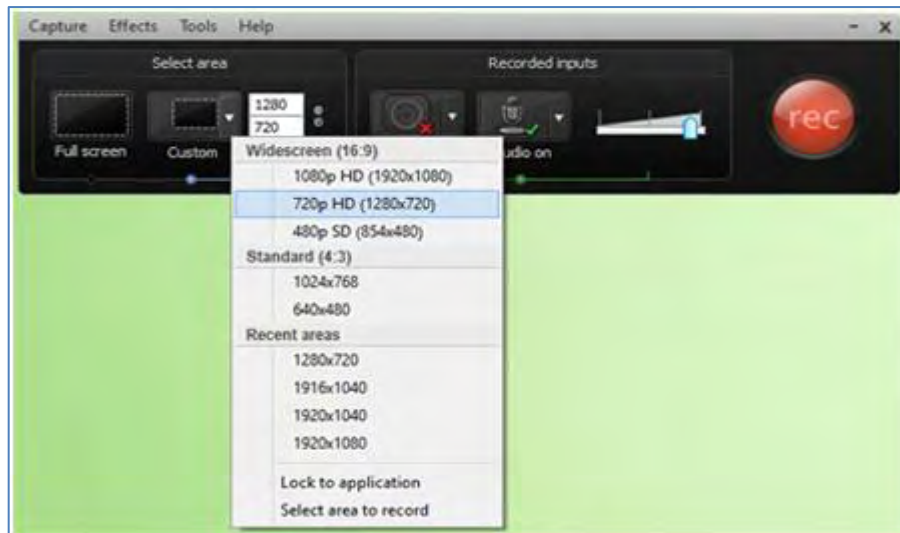 Capture Effects Tools Help
Select area
Recorded inputs
1280
720
rec
Full screen
Custom
udio on
Widescreen (16:9)
1080p HD (1920x1080)
720p HD (1280x720)
480p SD (854x480)
Standard (4:3)
1024x768
640x480
Recent areas
1280x720
1916x1040
1920x1040
1920x1080
Lock to application
Select area to record